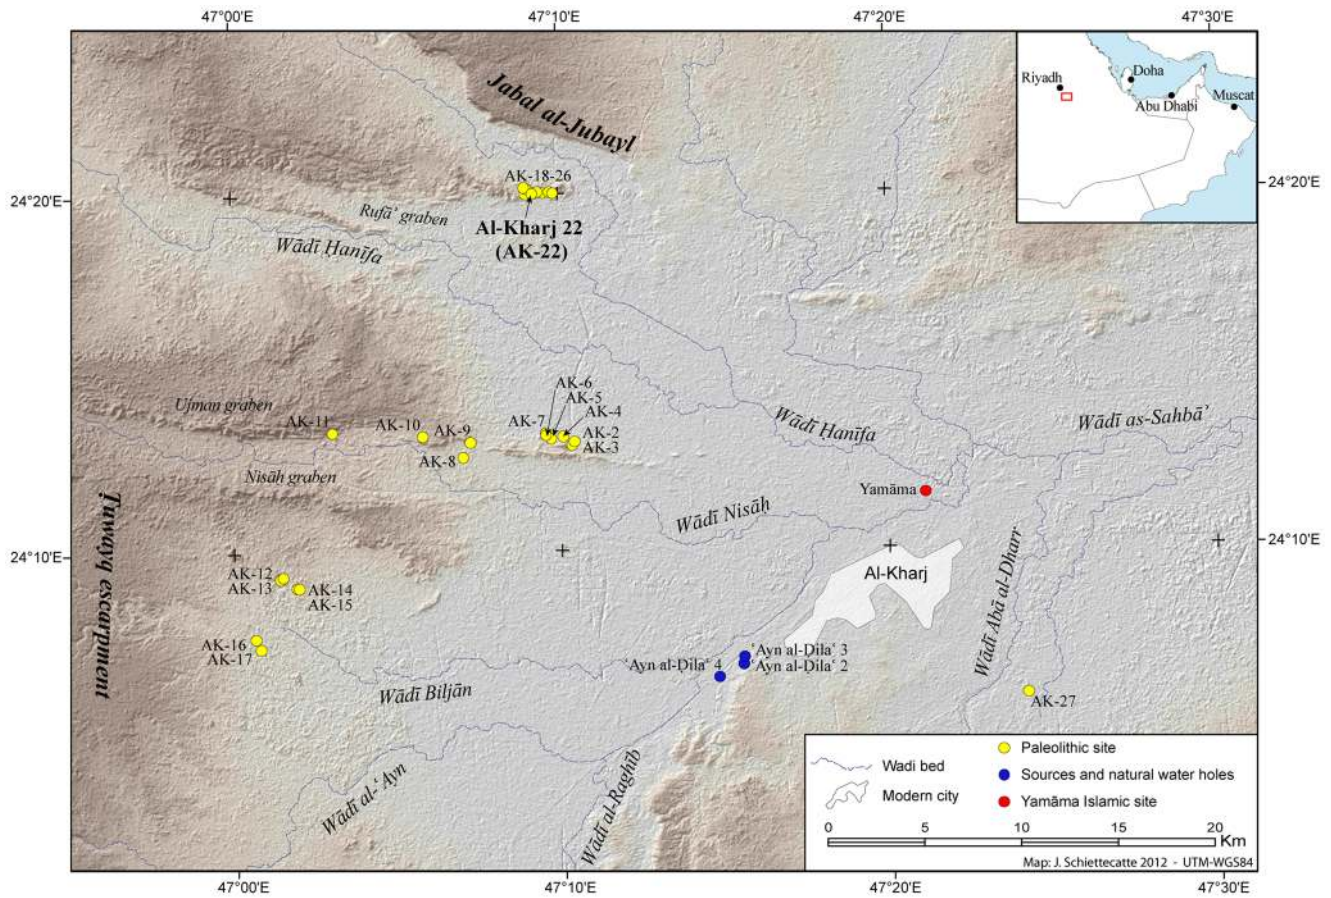 47°00'E
47°10'E
47°20'E
47°30'E
Jabal al-Jubayl
Riyadh
Doha
Abu Dhabi
Muscat
AK-18-26
24°20'E
24°20'E
Rufā' graben
Al-Kharj 22
(AK-22)
Wādī Ḥanīfa
Ujman graben
AK-11
AK-10
AK-9
AK-8
AK-7
AK-6
AK-5
AK-4
AK-2
AK-3
Wādī Ḥanīfa
Wādī as-Sahbā'
Nisāḥ graben
Yamāma
Wādī Nisāḥ
Ṭuwayq escarpment
24°10'E
24°10'E
Al-Kharj
Wādī Abā al-Dharr
AK-12
AK-13
AK-14
AK-15
AK-16
AK-17
Wādī Biljān
'Ayn al-Ḍila' 3
'Ayn al-Ḍila' 2
'Ayn al-Ḍila' 4
AK-27
Wādī al-'Ayn
Wādī al-Raghīb
Wadi bed
Modern city
Paleolithic site
Sources and natural water holes
Yamāma Islamic site
0 5 10 15 20 Km
Map: J. Schiettecatte 2012 - UTM-WGS84
47°00'E
47°10'E
47°20'E
47°30'E